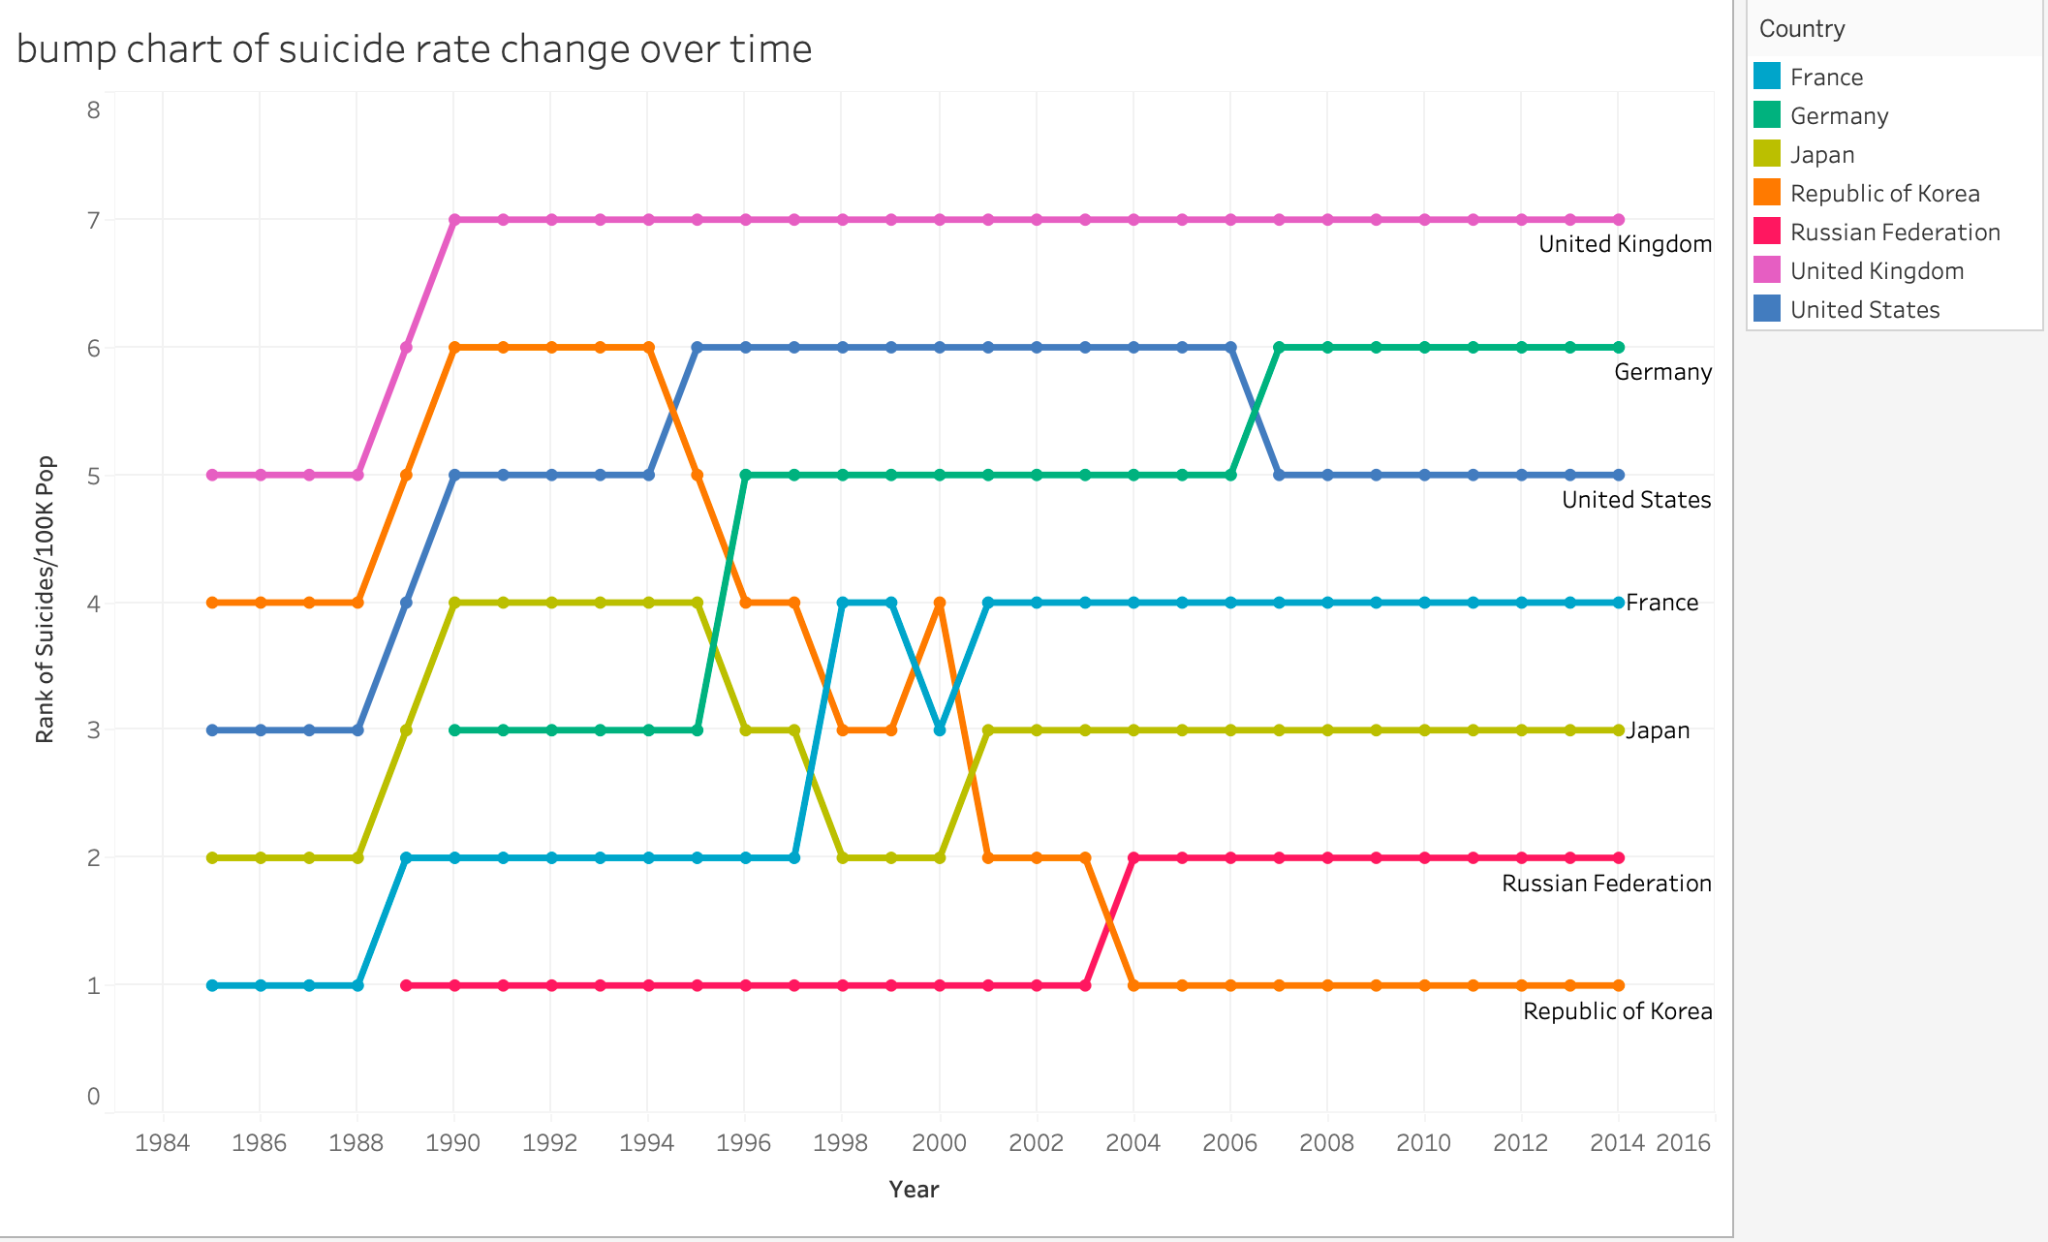 bump chart of suicide rate change over time
Country
France
Germany
Japan
Republic of Korea
Russian Federation
United Kingdom
United States
8
7
6
5
4
3
2
1
0
Rank of Suicides/100K Pop
United Kingdom
Germany
United States
France
Japan
Russian Federation
Republic of Korea
1984 1986 1988 1990 1992 1994 1996 1998 2000 2002 2004 2006 2008 2010 2012 2014 2016
Year